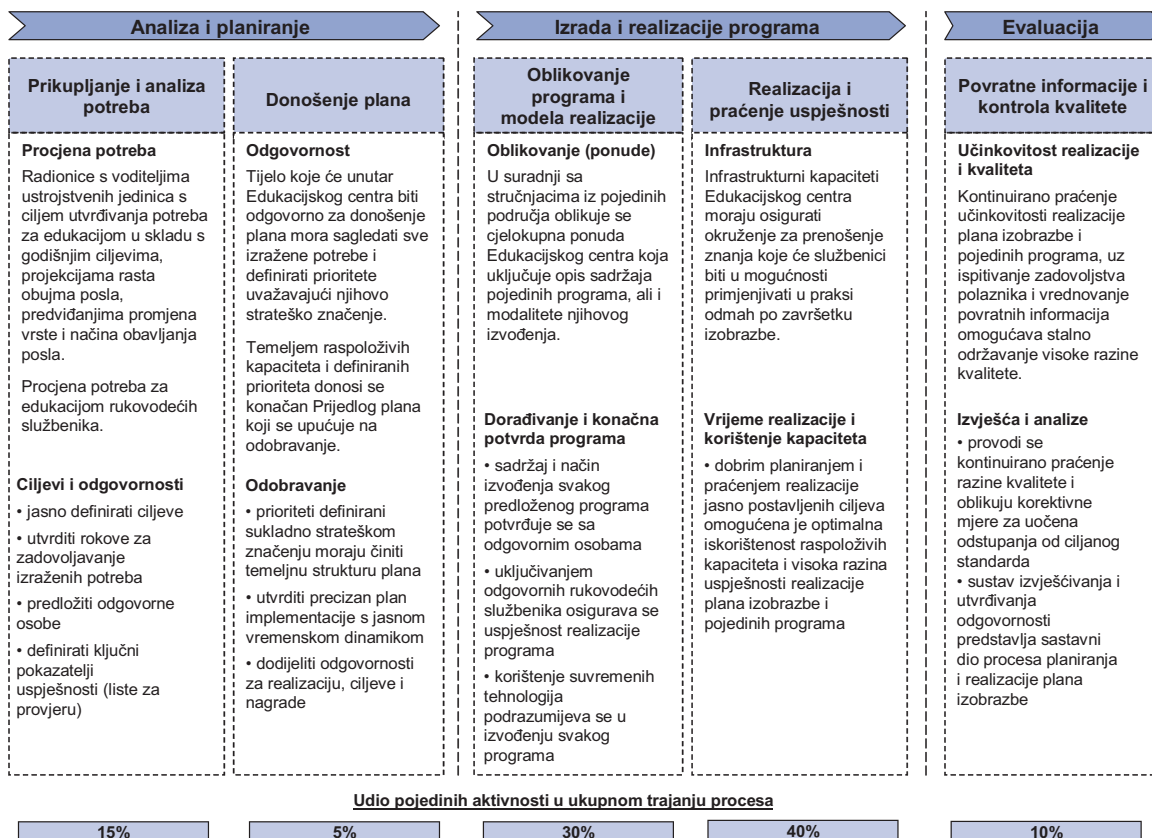 Analiza i planiranje
Izrada i realizacije programa
Evaluacija
Prikupljanje i analiza
potreba
Donošenje plana
Oblikovanje
programa i
modela realizacije
Realizacija i
praćenje uspješnosti
Povratne informacije i
kontrola kvalitete
Procjena potreba
Radionice s voditeljima
ustrojstvenih jedinica s
ciljem utvrđivanja potreba
za edukacijom u skladu s
godišnjim ciljevima,
projekcijama rasta
obujma posla,
predviđanjima promjena
vrste i načina obavljanja
posla.
Procjena potreba za
edukacijom rukovodećih
službenika.
Ciljevi i odgovornosti
• jasno definirati ciljeve
• utvrditi rokove za
zadovoljavanje
izraženih potreba
• predložiti odgovorne
osobe
• definirati ključni
pokazatelji
uspješnosti (liste za
provjeru)
Odgovornost
Tijelo koje će unutar
Edukacijskog centra biti
odgovorno za donošenje
plana mora sagledati sve
izražene potrebe i
definirati prioritete
uvažavajući njihovo
strateško značenje.
Temeljem raspoloživih
kapaciteta i definiranih
prioriteta donosi se
konačan Prijedlog plana
koji se upućuje na
odobravanje.
Odobravanje
• prioriteti definirani
sukladno strateškom
značenju moraju činiti
temeljnu strukturu plana
• utvrditi precizan plan
implementacije s jasnom
vremenskom dinamikom
• dodijeliti odgovornosti
za realizaciju, ciljeve i
nagrade
Oblikovanje (ponude)
U suradnji sa
stručnjacima iz pojedinih
područja oblikuje se
cjelokupna ponuda
Edukacijskog centra koja
uključuje opis sadržaja
pojedinih programa, ali i
modalitete njihovog
izvođenja.
Dorađivanje i konačna
potvrda programa
• sadržaj i način
izvođenja svakog
predloženog programa
potvrđuje se sa
odgovornim osobama
• uključivanjem
odgovornih rukovodećih
službenika osigurava se
uspješnost realizacije
programa
• korištenje suvremenih
tehnologija
podrazumijeva se u
izvođenju svakog
programa
Infrastruktura
Infrastrukturni kapaciteti
Edukacijskog centra
moraju osigurati
okruženje za prenošenje
znanja koje će službenici
biti u mogućnosti
primjenjivati u praksi
odmah po završetku
izobrazbe.
Vrijeme realizacije i
korištenje kapaciteta
• dobrim planiranjem i
praćenjem realizacije
jasno postavljenih ciljeva
omogućena je optimalna
iskorištenost raspoloživih
kapaciteta i visoka razina
uspješnosti realizacije
plana izobrazbe i
pojedinih programa
Učinkovitost realizacije
i kvaliteta
Kontinuirano praćenje
učinkovitosti realizacije
plana izobrazbe i
pojedinih programa, uz
ispitivanje zadovoljstva
polaznika i vrednovanje
povratnih informacija
omogućava stalno
održavanje visoke razine
kvalitete.
Izvješća i analize
• provodi se
kontinuirano praćenje
razine kvalitete i
oblikuju korektivne
mjere za uočena
odstupanja od ciljanog
standarda
• sustav izvješćivanja i
utvrđivanja
odgovornosti
predstavlja sastavni
dio procesa planiranja
i realizacije plana
izobrazbe
Udio pojedinih aktivnosti u ukupnom trajanju procesa
15%
5%
30%
40%
10%